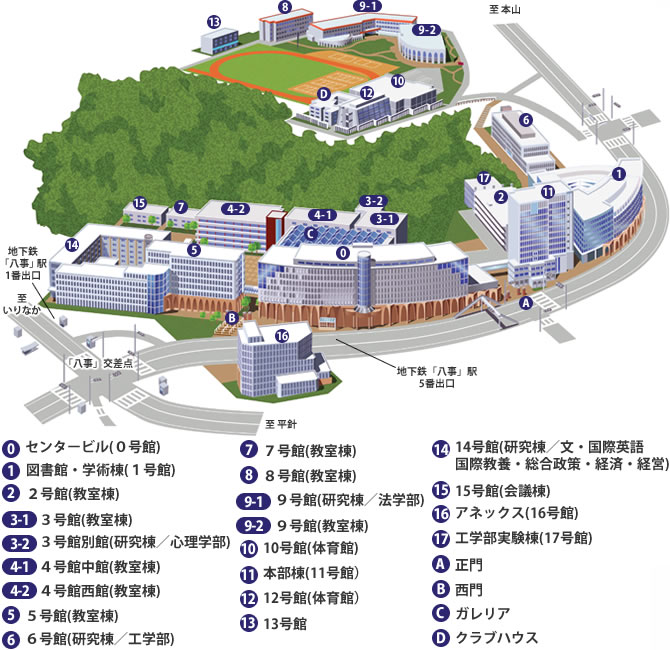 至 本山
13
8
9-1
9-2
10
12
D
6
17
2
11
1
15
7
4-2
4-1
3-2
3-1
C
14
5
0
地下鉄
「八事」駅
1番出口
至
いりなか
B
16
A
「八事」交差点
地下鉄「八事」駅
5番出口
至 平針
0 センタービル(０号館)
1 図書館・学術棟(１号館)
2 ２号館(教室棟)
3-1 ３号館(教室棟)
3-2 ３号館別館(研究棟／心理学部)
4-1 ４号館中館(教室棟)
4-2 ４号館西館(教室棟)
5 ５号館(教室棟)
6 ６号館(研究棟／工学部)
7 ７号館(教室棟)
8 ８号館(教室棟)
9-1 ９号館(研究棟／法学部)
9-2 ９号館(教室棟)
10 10号館(体育館)
11 本部棟(11号館)
12 12号館(体育館)
13 13号館
14 14号館(研究棟／文・国際英語
国際教養・総合政策・経済・経営)
15 15号館(会議棟)
16 アネックス(16号館)
17 工学部実験棟(17号館)
A 正門
B 西門
C ガレリア
D クラブハウス